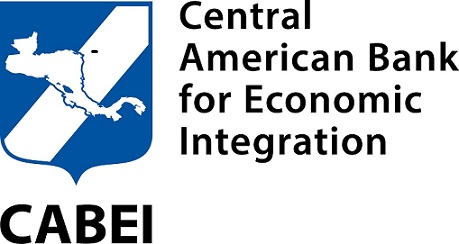 Central
American Bank
for Economic
Integration
CABEI